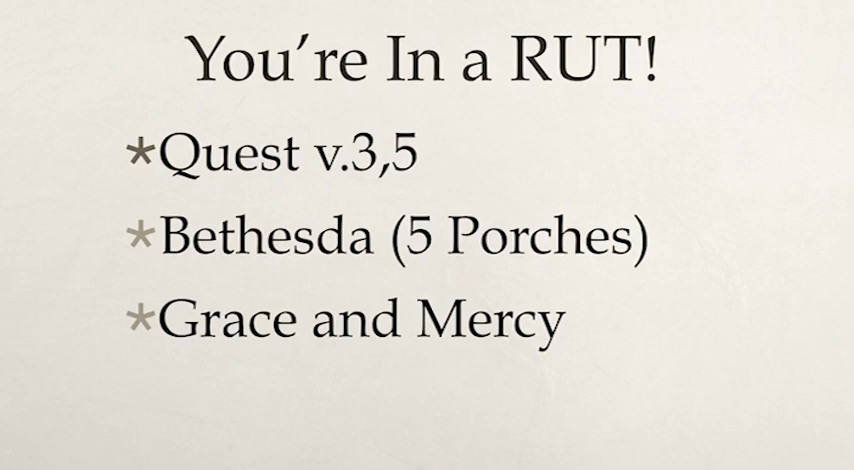 You’re In a RUT!
*Quest v.3,5
*Bethesda (5 Porches)
*Grace and Mercy